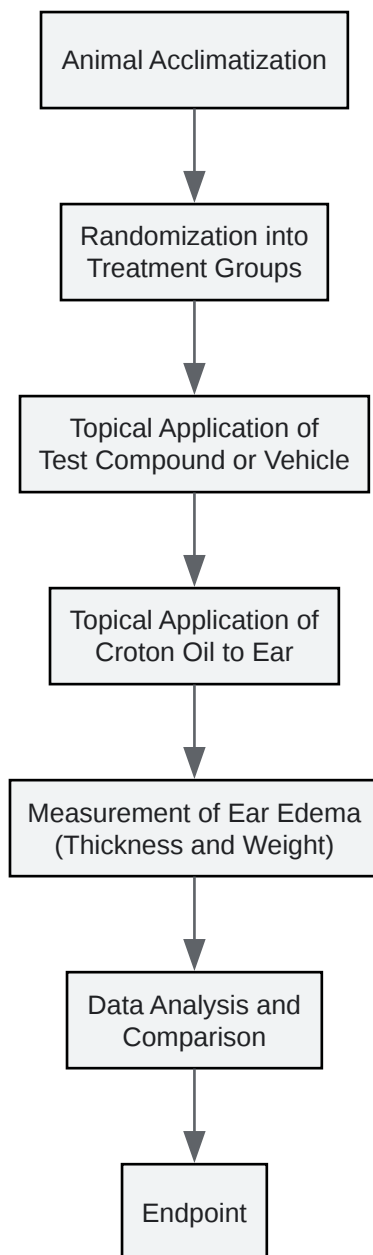 Animal Acclimatization
Randomization into
Treatment Groups
Topical Application of
Test Compound or Vehicle
Topical Application of
Croton Oil to Ear
Measurement of Ear Edema
(Thickness and Weight)
Data Analysis and
Comparison
Endpoint